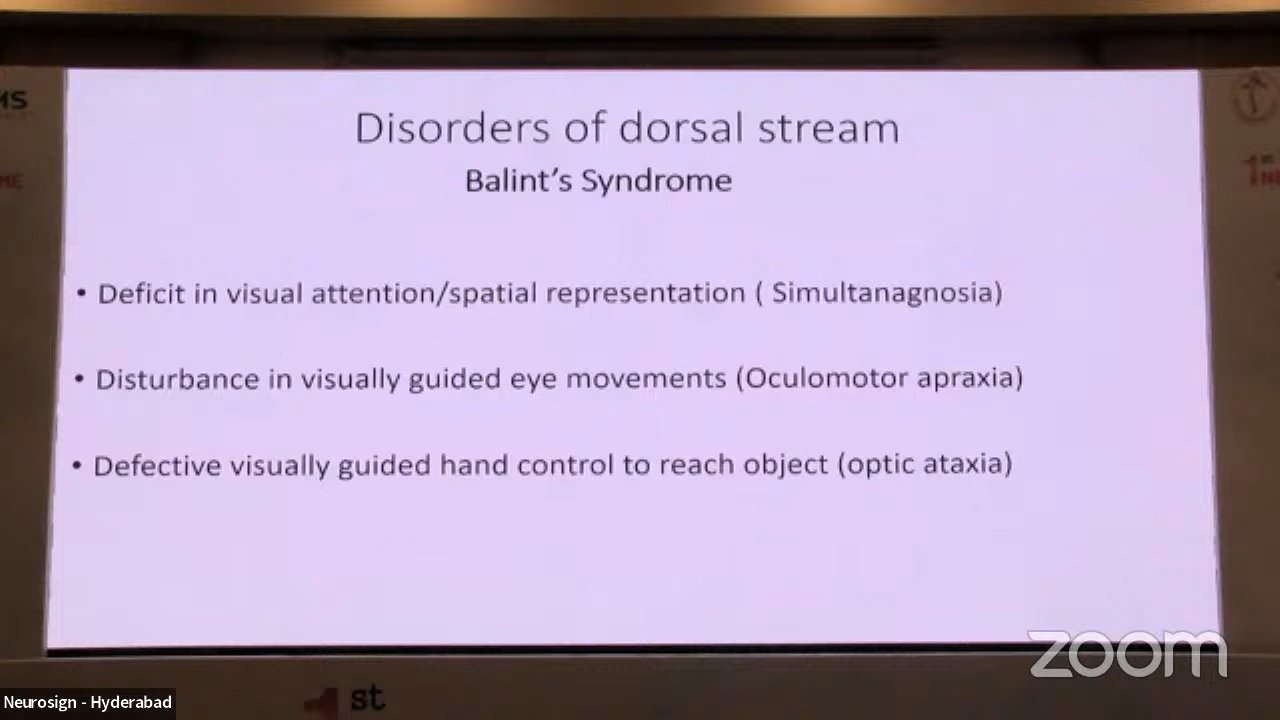 Disorders of dorsal stream
Balint's Syndrome
• Deficit in visual attention/spatial representation ( Simultanagnosia)
• Disturbance in visually guided eye movements (Oculomotor apraxia)
• Defective visually guided hand control to reach object (optic ataxia)
zoom
Neurosign - Hyderabad
1st